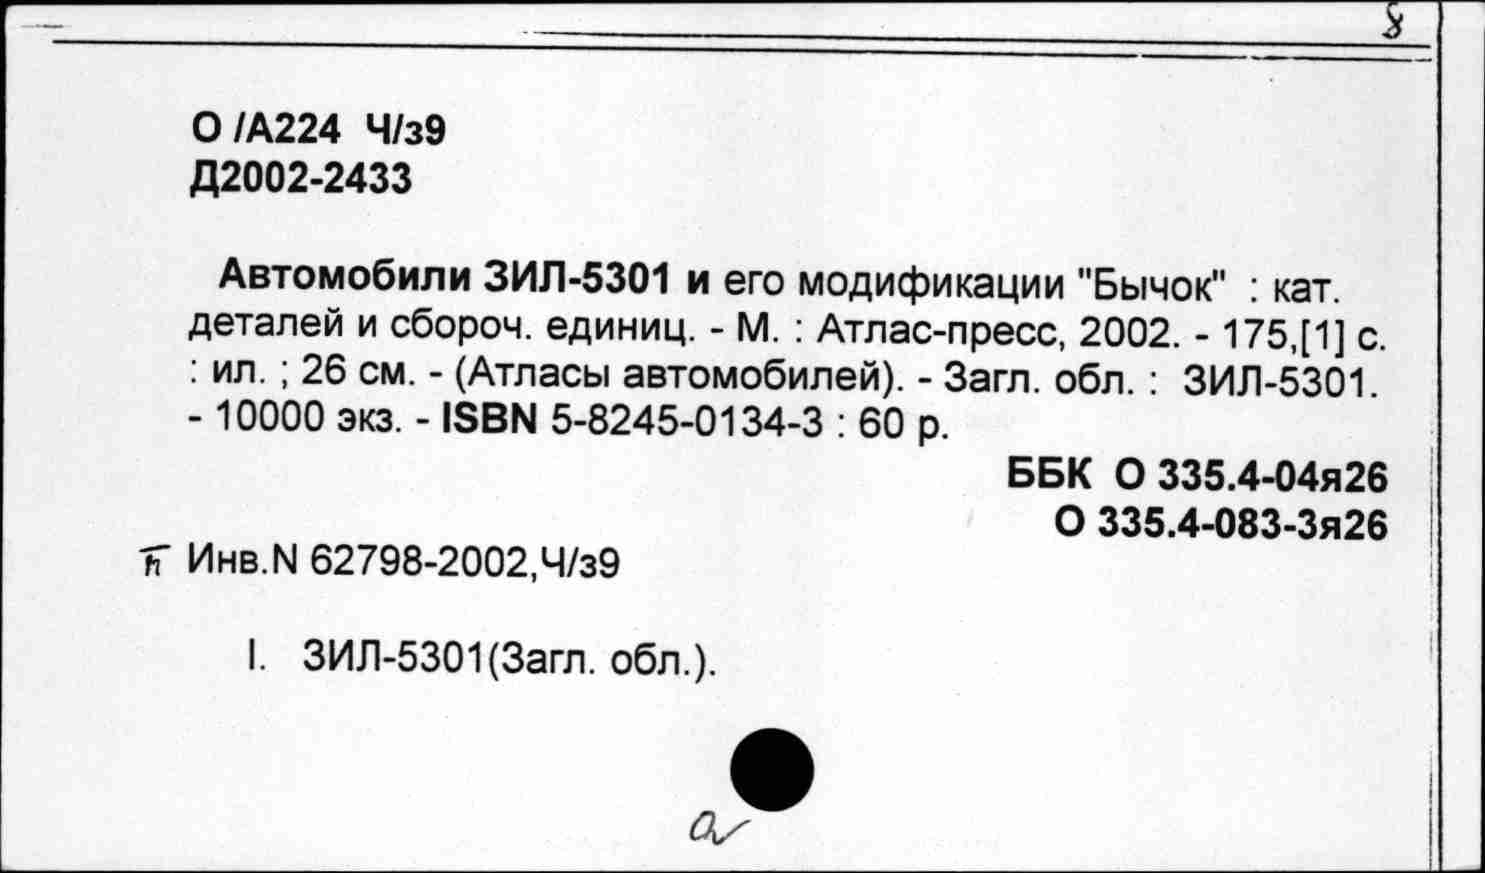 8
О /А224 Ч/з9
Д2002-2433
Автомобили ЗИЛ-5301 и его модификации "Бычок" : кат.
деталей и сбороч. единиц. - М. : Атлас-пресс, 2002. - 175,[1] с.
: ил. ; 26 см. - (Атласы автомобилей). - Загл. обл. : ЗИЛ-5301.
- 10000 экз. - ISBN 5-8245-0134-3 : 60 р.
ББК О 335.4-04я26
О 335.4-083-3я26
Инв.N 62798-2002,Ч/з9
I. ЗИЛ-5301(Загл. обл.).